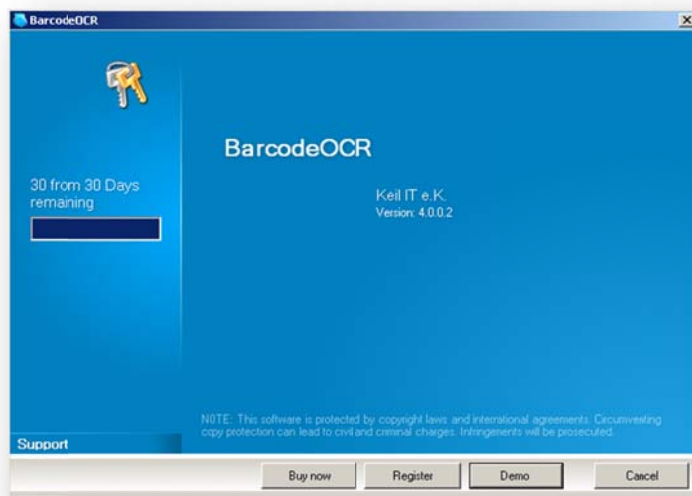 BarcodeOCR
30 from 30 Days
remaining
BarcodeOCR
Keil IT e.K.
Version: 4.0.0.2
NOTE: This software is protected by copyright laws and international agreements. Circumventing
copy protection can lead to civil and criminal charges. Infringements will be prosecuted.
Support
Buy now
Register
Demo
Cancel